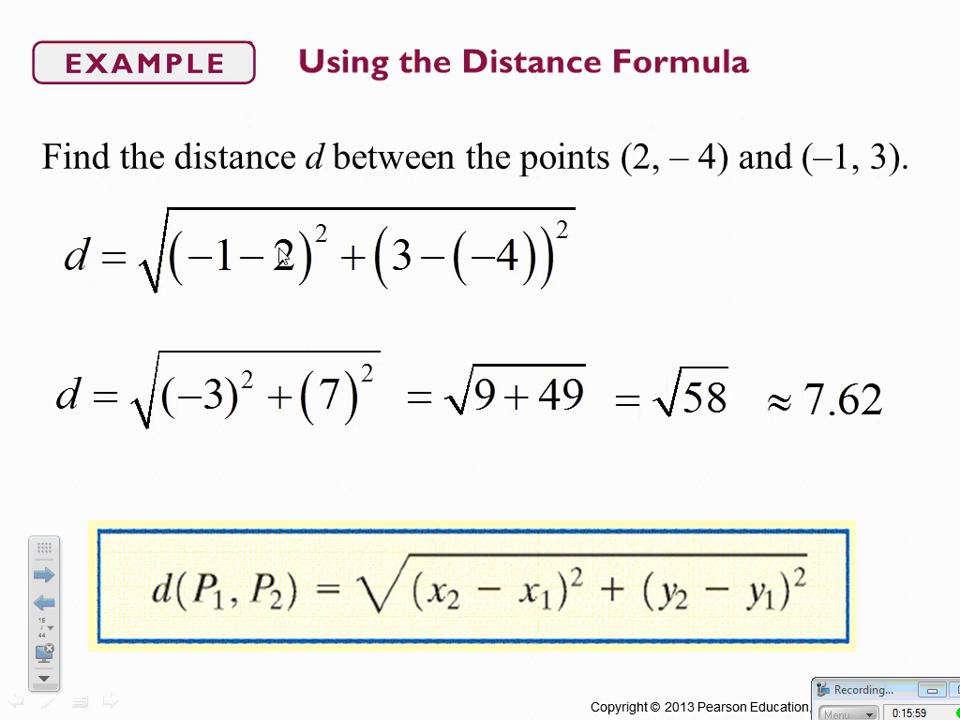 EXAMPLE Using the Distance Formula
Find the distance d between the points (2, – 4) and (–1, 3).
d = √((−1−2)² + (3−(−4))²)
d = √((−3)² + (7)²) = √(9 + 49) = √58 ≈ 7.62
d(P₁, P₂) = √((x₂ − x₁)² + (y₂ − y₁)²)
15
/
44
Copyright © 2013 Pearson Education,
Recording...
Menu 0:15:59